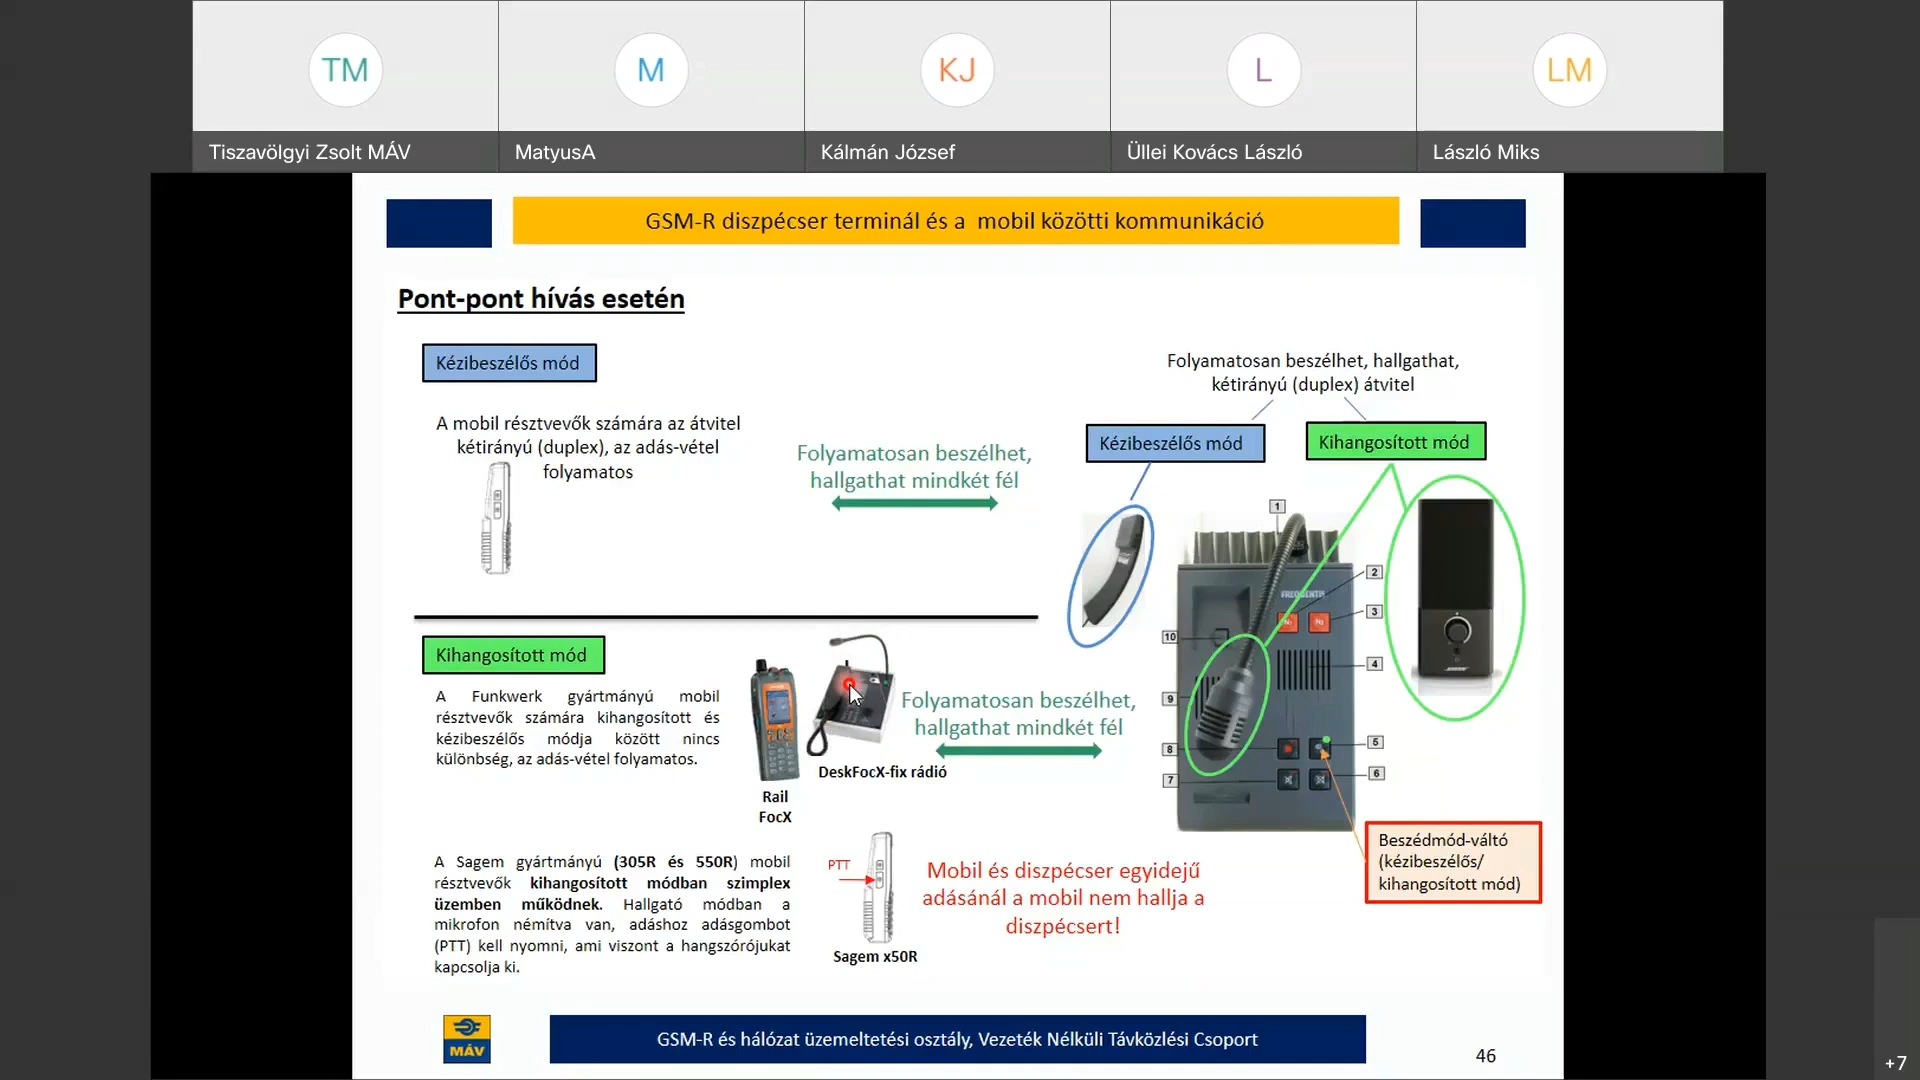 TM
M
KJ
L
LM
Tiszavölgyi Zsolt MÁV
MatyusA
Kálmán József
Üllei Kovács László
László Miks
GSM-R diszpécser terminál és a  mobil közötti kommunikáció
Pont-pont hívás esetén
Kézibeszélős mód
A mobil résztvevők számára az átvitel
kétirányú (duplex), az adás-vétel
folyamatos
Folyamatosan beszélhet,
hallgathat mindkét fél
Folyamatosan beszélhet, hallgathat,
kétirányú (duplex) átvitel
Kézibeszélős mód
Kihangosított mód
1
2
FREQUENTIS
3
10
4
9
8
5
7
6
Kihangosított mód
A Funkwerk gyártmányú mobil
résztvevők számára kihangosított és
kézibeszélős módja között nincs
különbség, az adás-vétel folyamatos.
Rail
FocX
DeskFocX-fix rádió
Folyamatosan beszélhet,
hallgathat mindkét fél
Beszédmód-váltó
(kézibeszélős/
kihangosított mód)
A Sagem gyártmányú (305R és 550R) mobil
résztvevők kihangosított módban szimplex
üzemben működnek. Hallgató módban a
mikrofon némítva van, adáshoz adásgombot
(PTT) kell nyomni, ami viszont a hangszórójukat
kapcsolja ki.
PTT
Sagem x50R
Mobil és diszpécser egyidejű
adásánál a mobil nem hallja a
diszpécsert!
MÁV
GSM-R és hálózat üzemeltetési osztály, Vezeték Nélküli Távközlési Csoport
46
+7